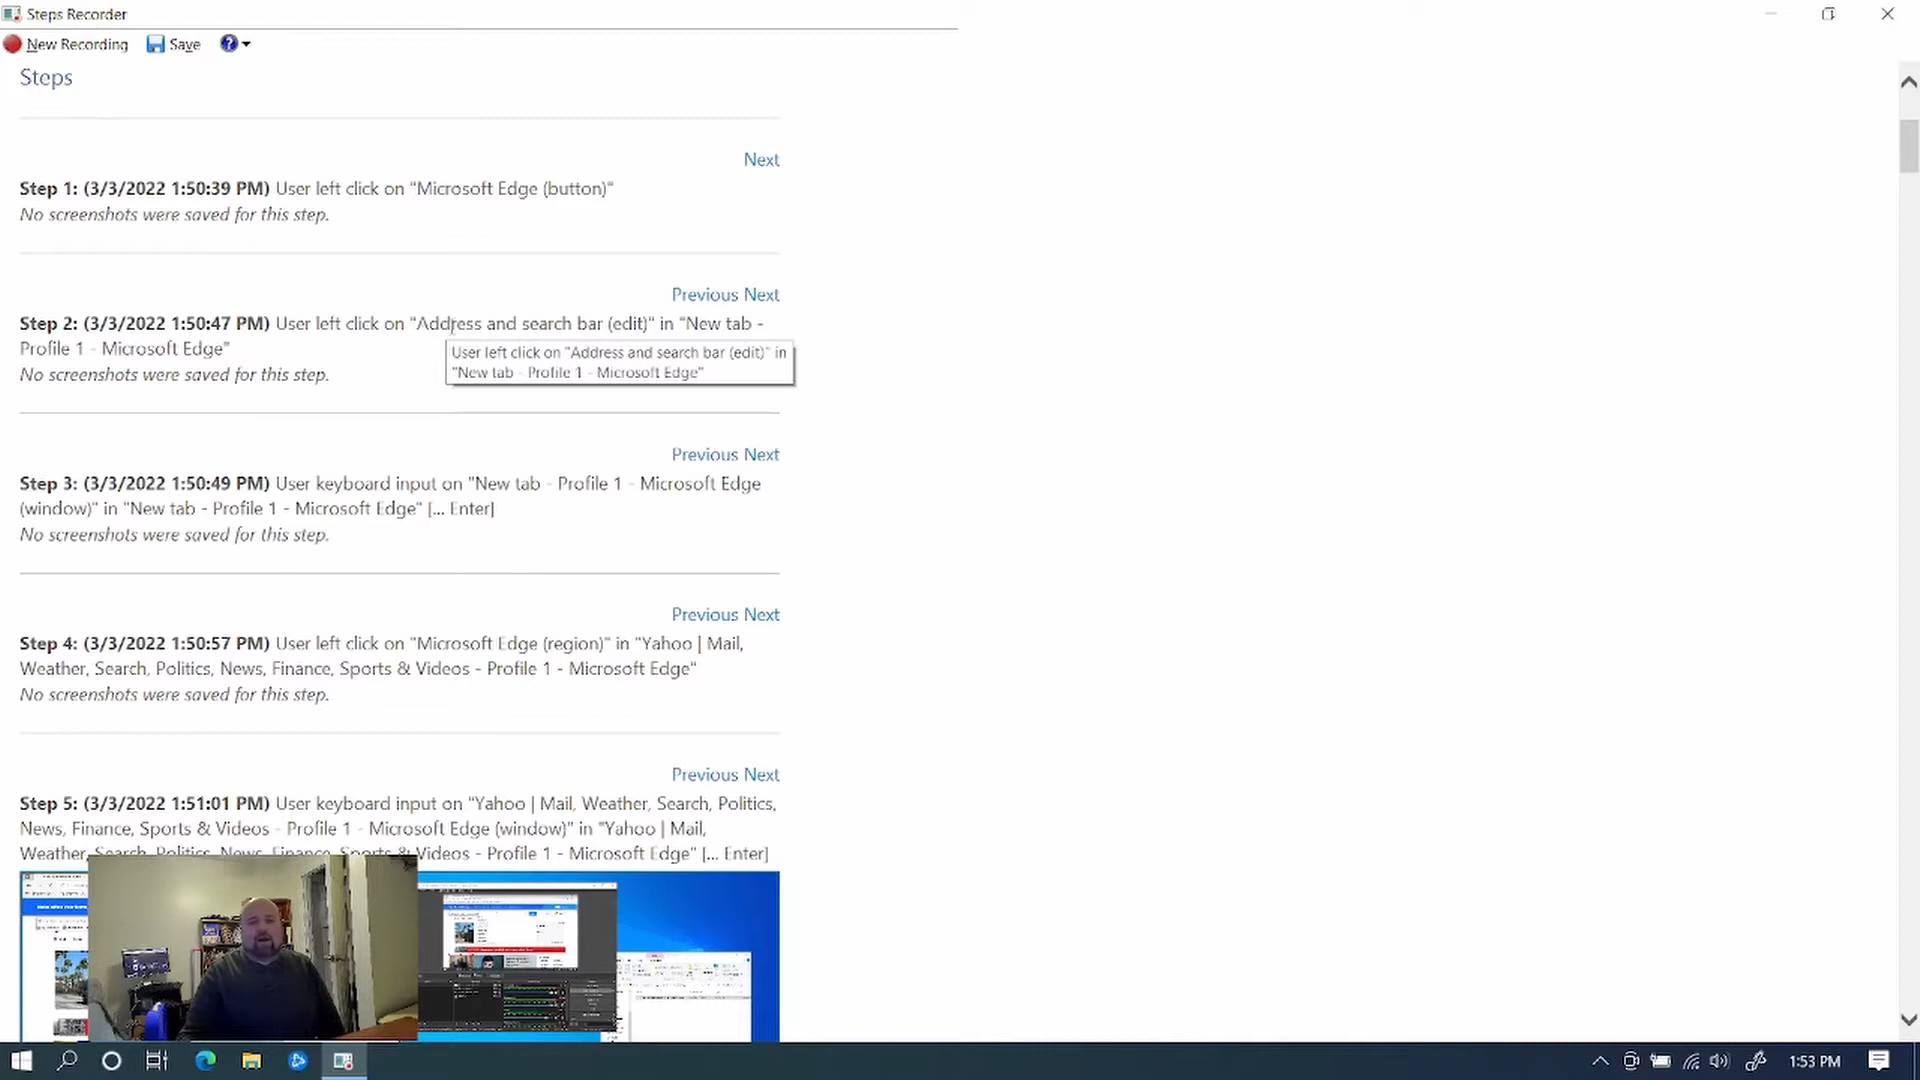 Steps Recorder
New Recording Save
Steps
Next
Step 1: (3/3/2022 1:50:39 PM) User left click on "Microsoft Edge (button)"
No screenshots were saved for this step.
Previous Next
Step 2: (3/3/2022 1:50:47 PM) User left click on "Address and search bar (edit)" in "New tab -
Profile 1 - Microsoft Edge"
User left click on "Address and search bar (edit)" in
"New tab - Profile 1 - Microsoft Edge"
No screenshots were saved for this step.
Previous Next
Step 3: (3/3/2022 1:50:49 PM) User keyboard input on "New tab - Profile 1 - Microsoft Edge
(window)" in "New tab - Profile 1 - Microsoft Edge" [... Enter]
No screenshots were saved for this step.
Previous Next
Step 4: (3/3/2022 1:50:57 PM) User left click on "Microsoft Edge (region)" in "Yahoo | Mail,
Weather, Search, Politics, News, Finance, Sports & Videos - Profile 1 - Microsoft Edge"
No screenshots were saved for this step.
Previous Next
Step 5: (3/3/2022 1:51:01 PM) User keyboard input on "Yahoo | Mail, Weather, Search, Politics,
News, Finance, Sports & Videos - Profile 1 - Microsoft Edge (window)" in "Yahoo | Mail,
Weather, Search, Politics, News, Finance, Sports & Videos - Profile 1 - Microsoft Edge" [... Enter]
1:53 PM